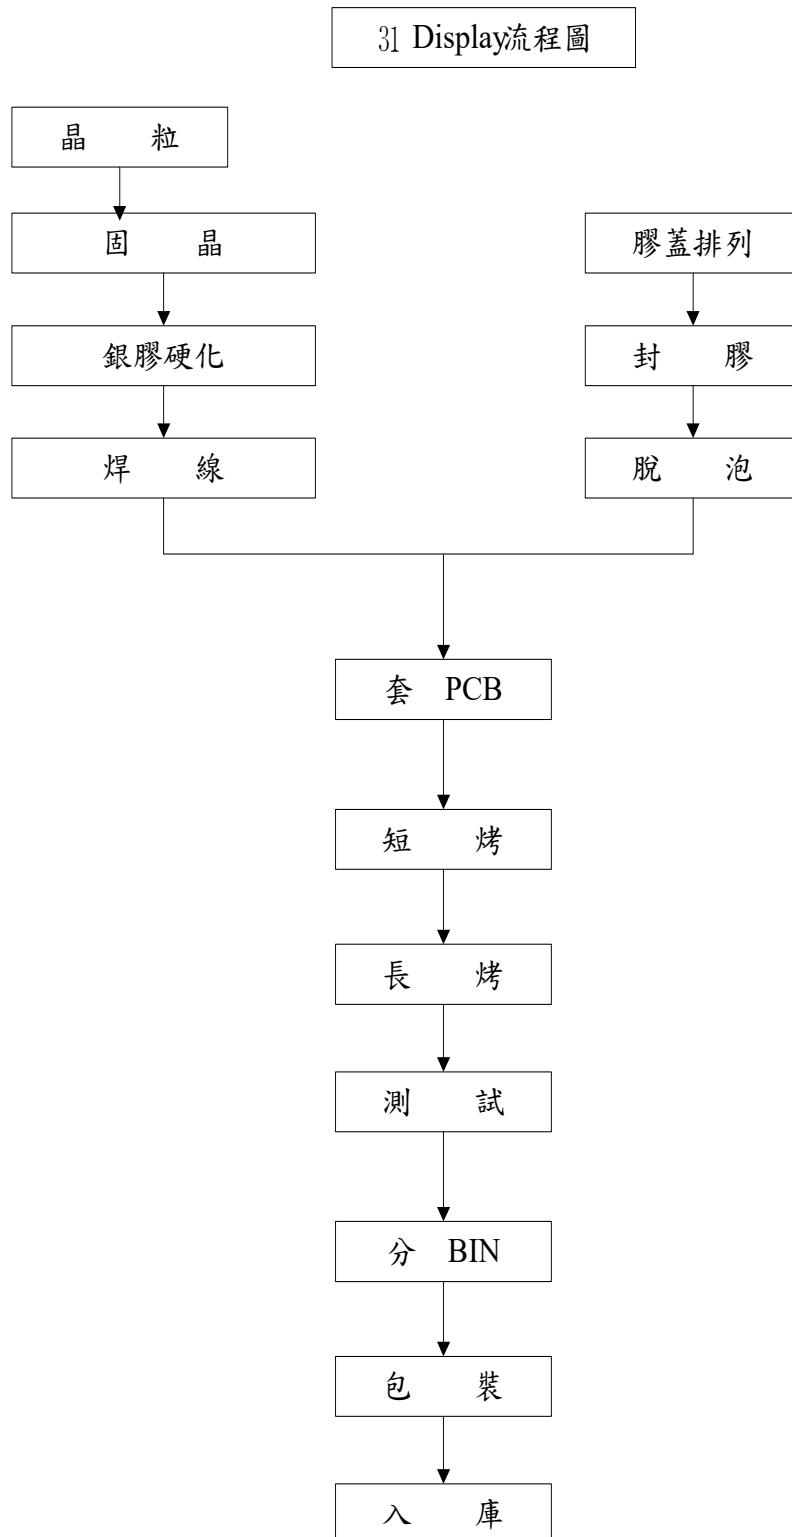 31 Display流程圖
晶 粒
固 晶
銀膠硬化
焊 線
膠蓋排列
封 膠
脫 泡
套 PCB
短 烤
長 烤
測 試
分 BIN
包 裝
入 庫